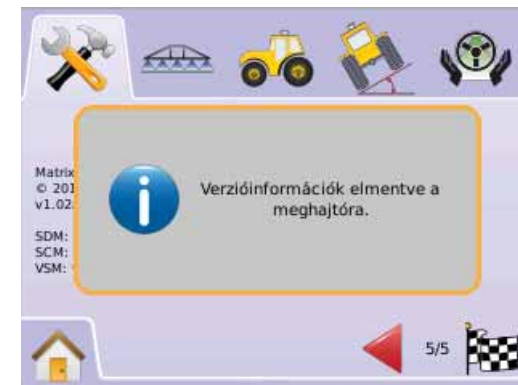 Matrix
© 201
v1.02
Verzióinformációk elmentve a
meghajtóra.
SDM:
SCM:
VSM:
5/5